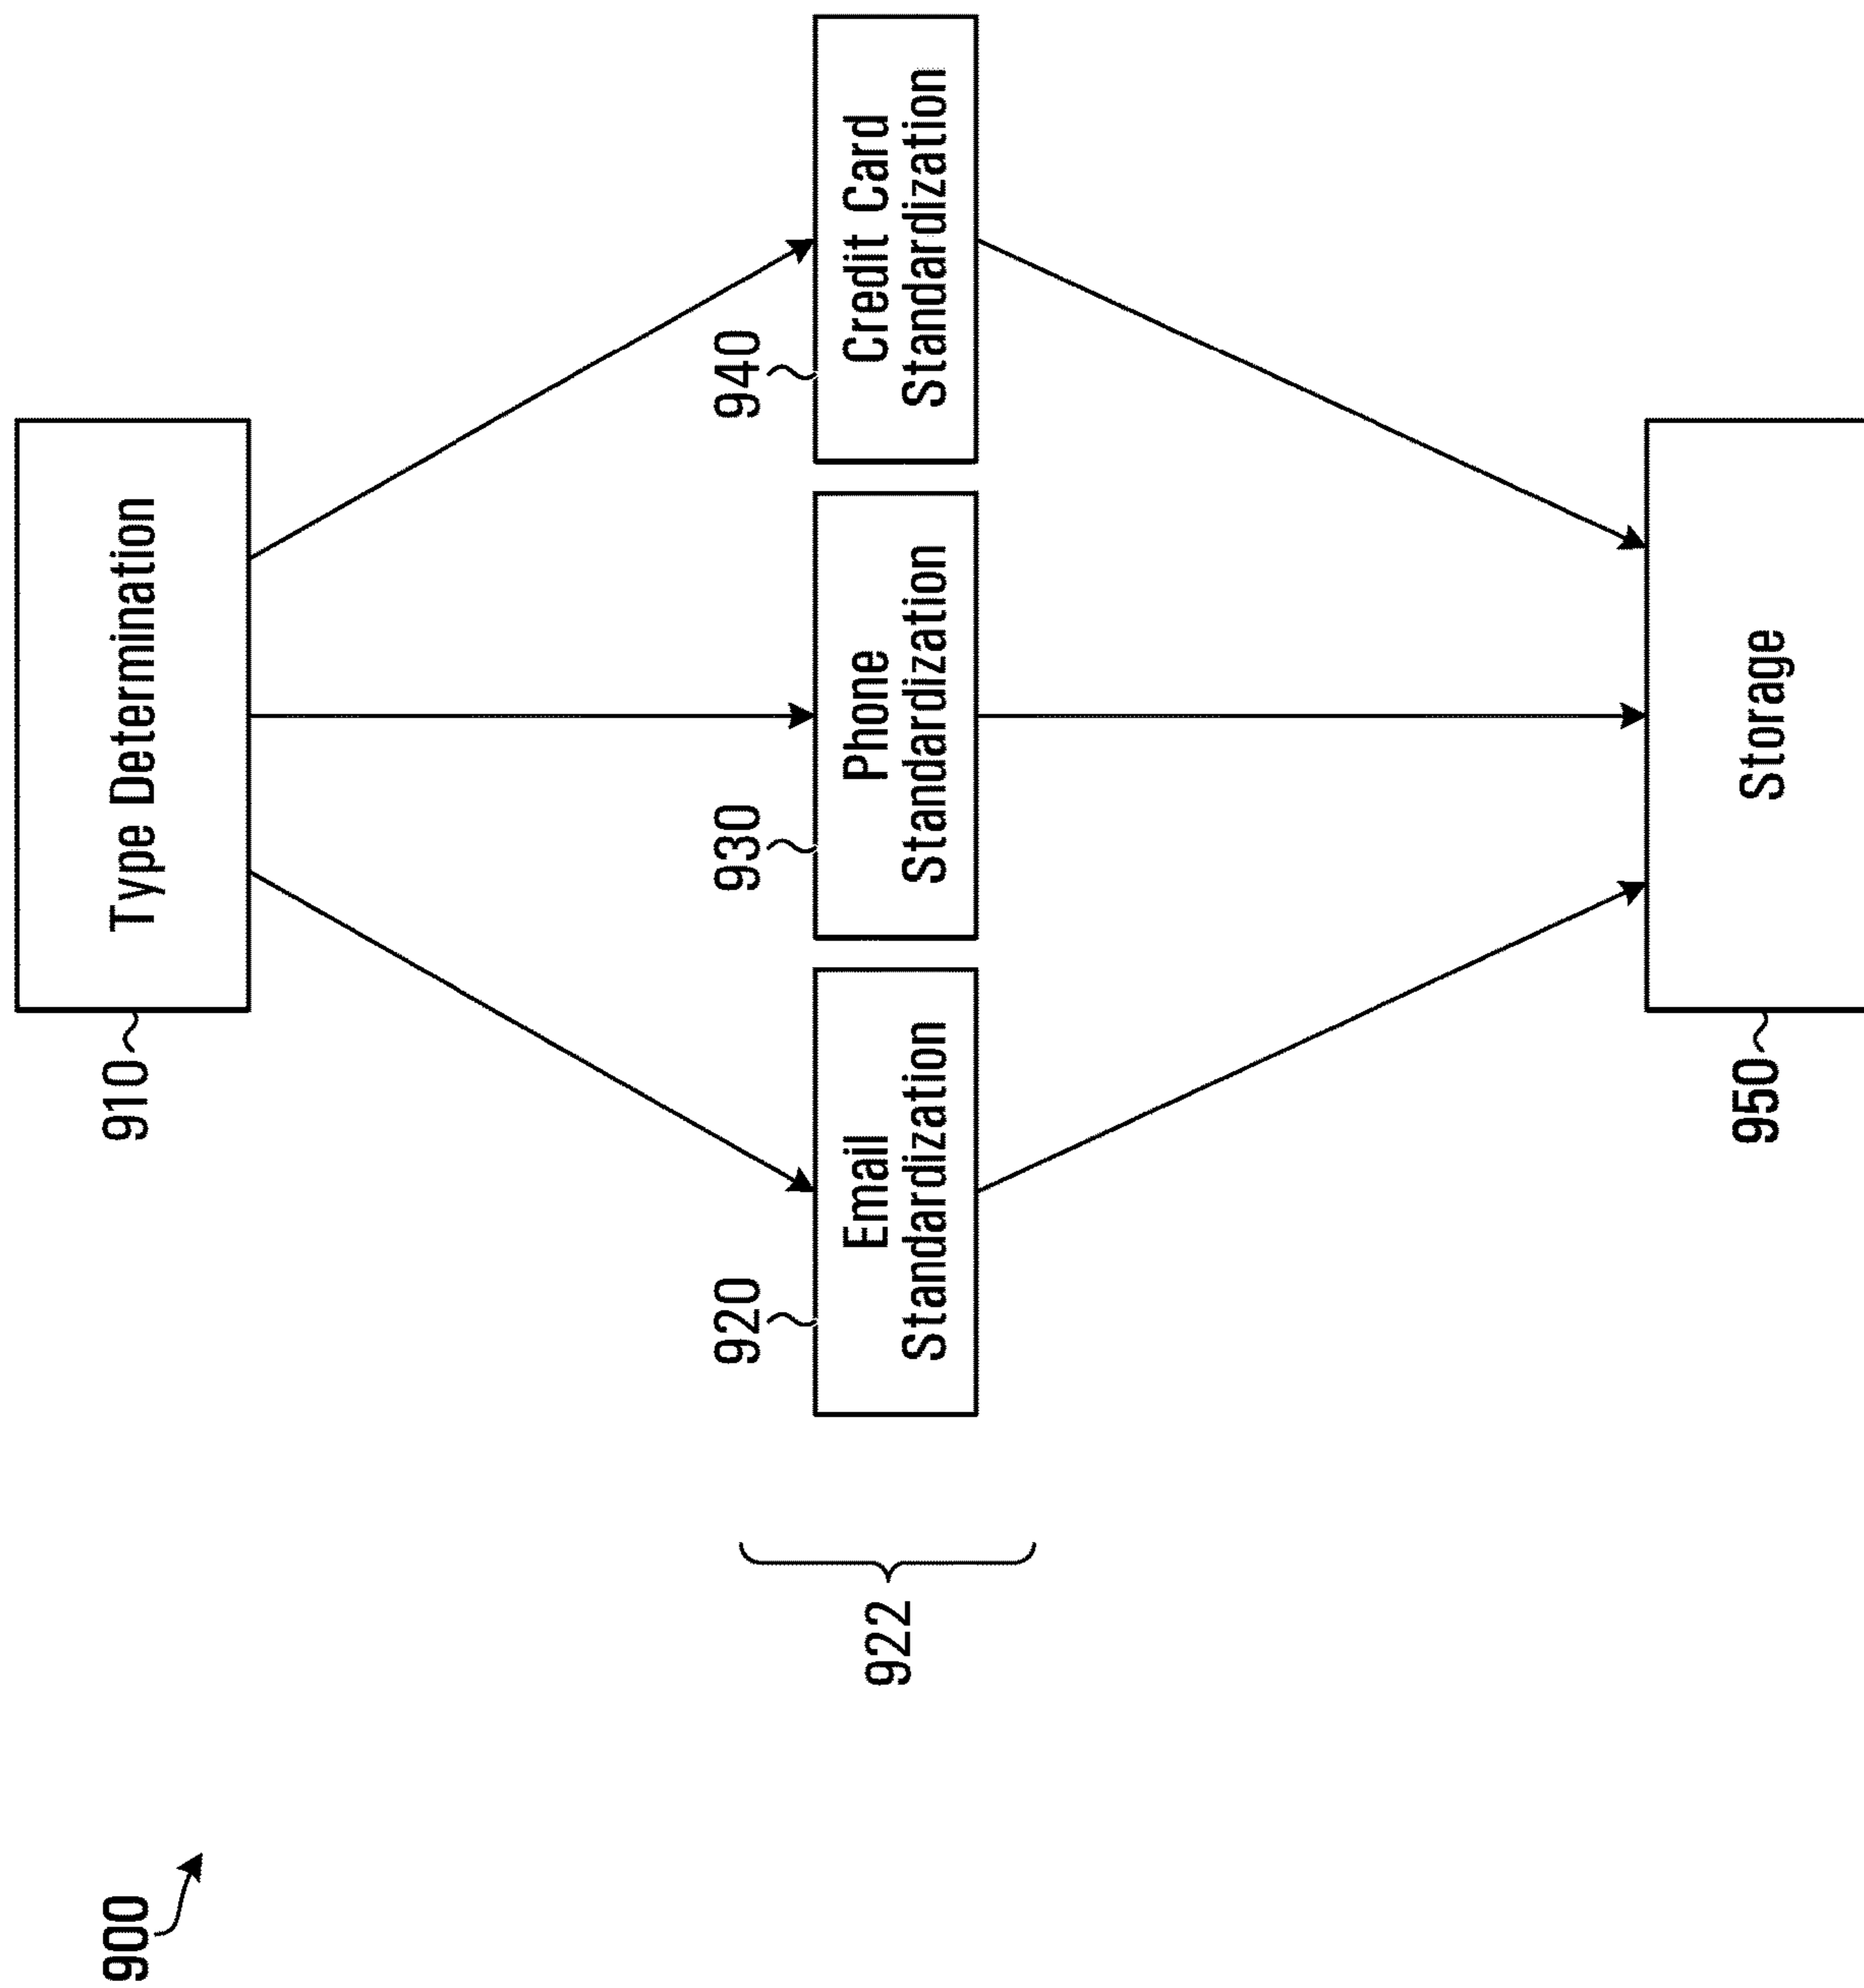 900
910
Type Determination
922
920
Email
Standardization
930
Phone
Standardization
940
Credit Card
Standardization
950
Storage